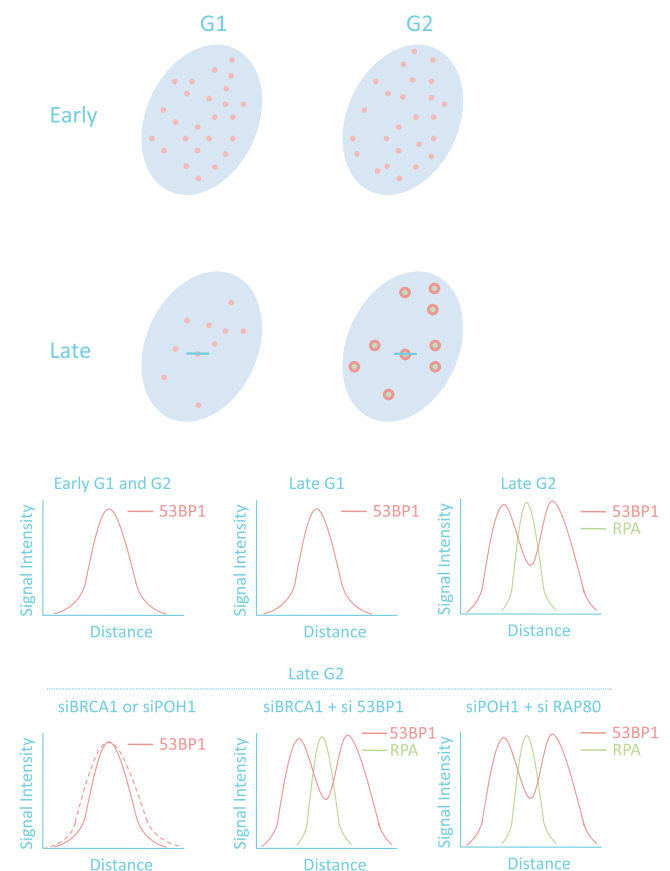 G1 G2
Early
Late
Early G1 and G2 Late G1 Late G2
53BP1 53BP1 53BP1
RPA
Signal Intensity Signal Intensity Signal Intensity
Distance Distance Distance
Late G2
siBRCA1 or siPOH1 siBRCA1 + si 53BP1 siPOH1 + si RAP80
53BP1 53BP1 53BP1
RPA RPA
Signal Intensity Signal Intensity Signal Intensity
Distance Distance Distance